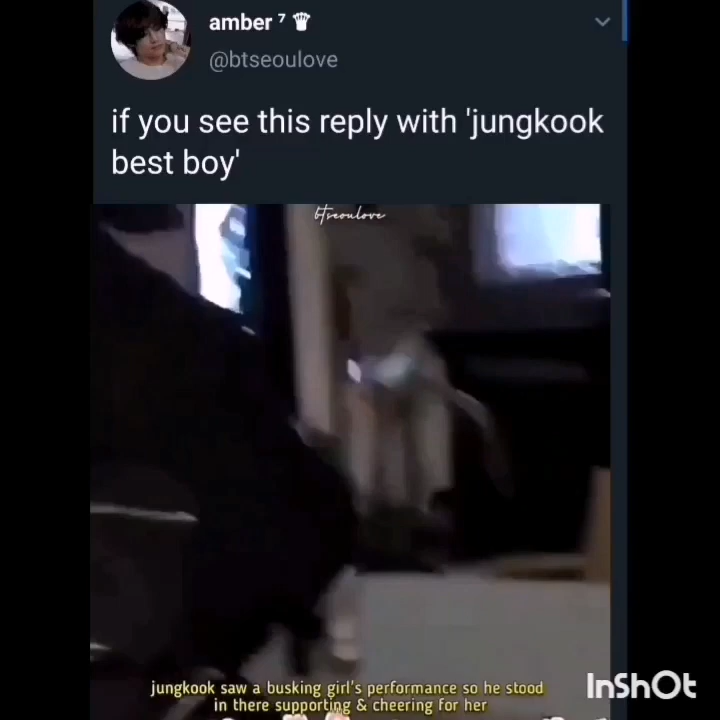 amber ⁷ ♛
@btseoulove
if you see this reply with 'jungkook
best boy'
btseoulove
jungkook saw a busking girl's performance so he stood
in there supporting & cheering for her
InShOt